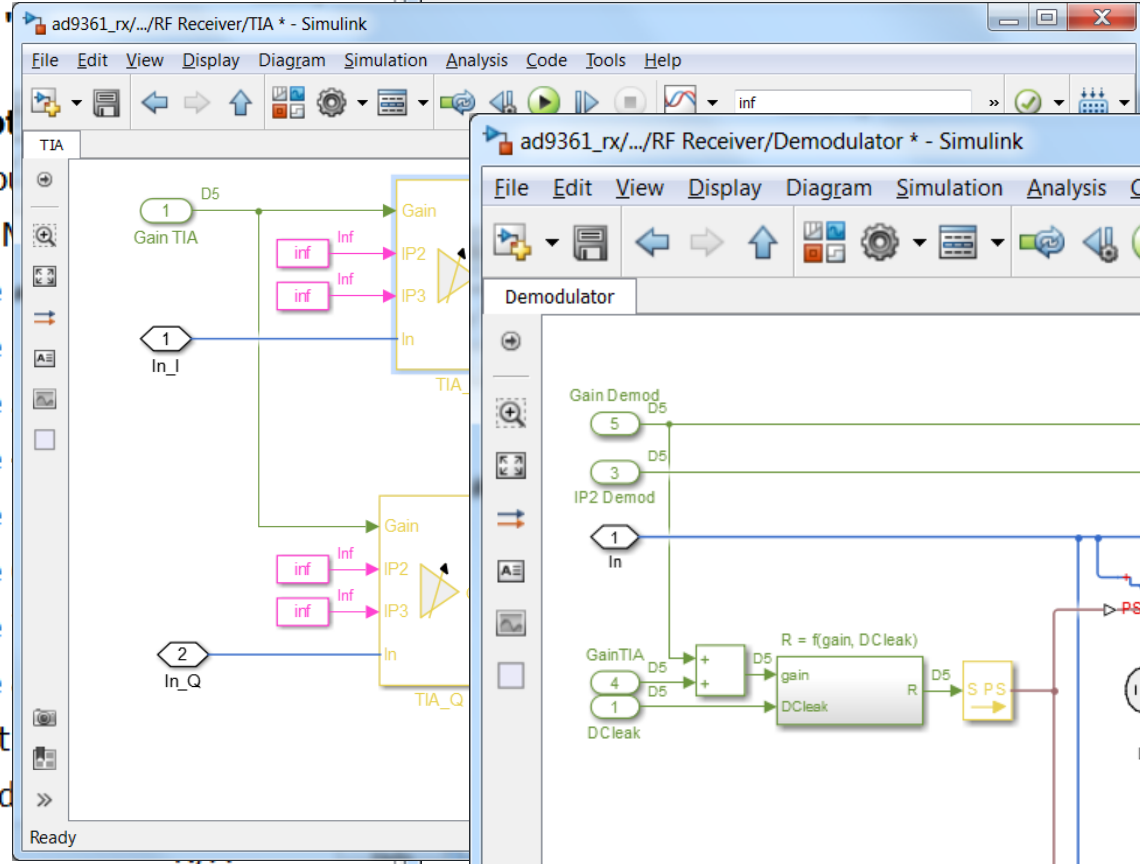 ad9361_rx/.../RF Receiver/TIA * - Simulink
File Edit View Display Diagram Simulation Analysis Code Tools Help
inf
»
TIA
D5
1
Gain TIA
Gain
inf
Inf
IP2
inf
Inf
IP3
1
In_I
In
TIA_
Gain
inf
Inf
IP2
inf
Inf
IP3
2
In_Q
In
TIA_Q
Ready
ad9361_rx/.../RF Receiver/Demodulator * - Simulink
File Edit View Display Diagram Simulation Analysis C
Demodulator
Gain Demod
D5
5
D5
3
IP2 Demod
1
In
PS
GainTIA
D5
4
D5
1
DCleak
+
+
D5
R = f(gain, DCleak)
gain
R
DCleak
D5
S PS